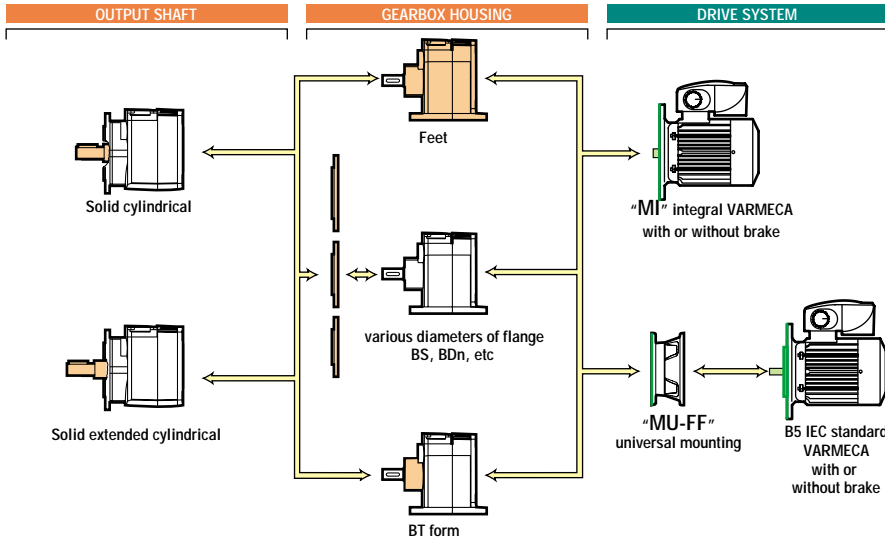 OUTPUT SHAFT
GEARBOX HOUSING
DRIVE SYSTEM
Feet
Solid cylindrical
"MI" integral VARMECA
with or without brake
various diameters of flange
BS, BDn, etc
Solid extended cylindrical
"MU-FF"
universal mounting
B5 IEC standard
VARMECA
with or
without brake
BT form